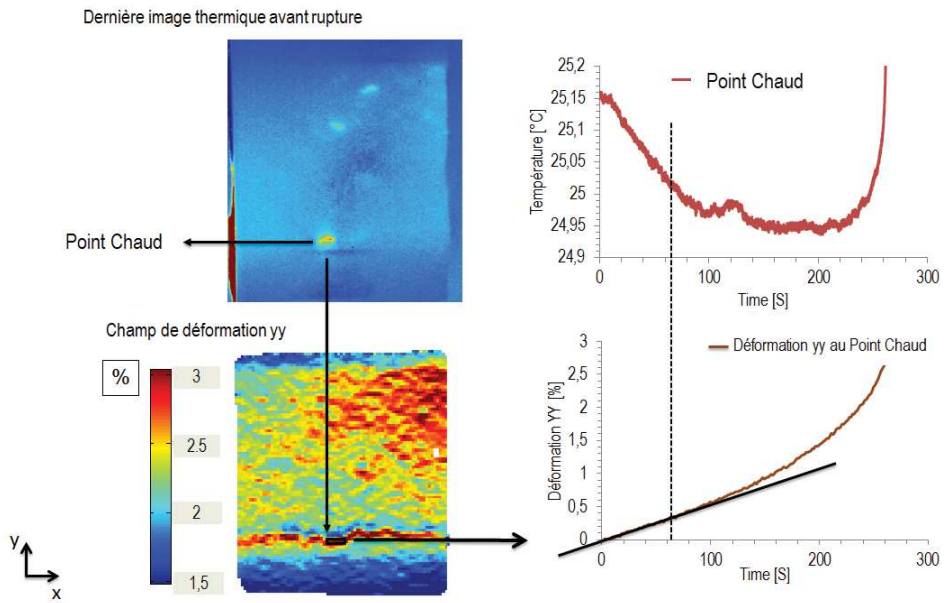 Dernière image thermique avant rupture
Point Chaud
Champ de déformation yy
%
3
2.5
2
1,5
y
x
25,2
25,15
25,1
25,05
25
24,95
24,9
Température [°C]
Point Chaud
0
100
200
300
Time [S]
3
2,5
2
1,5
1
0,5
0
Déformation YY [%]
Déformation yy au Point Chaud
0
100
200
300
Time [S]